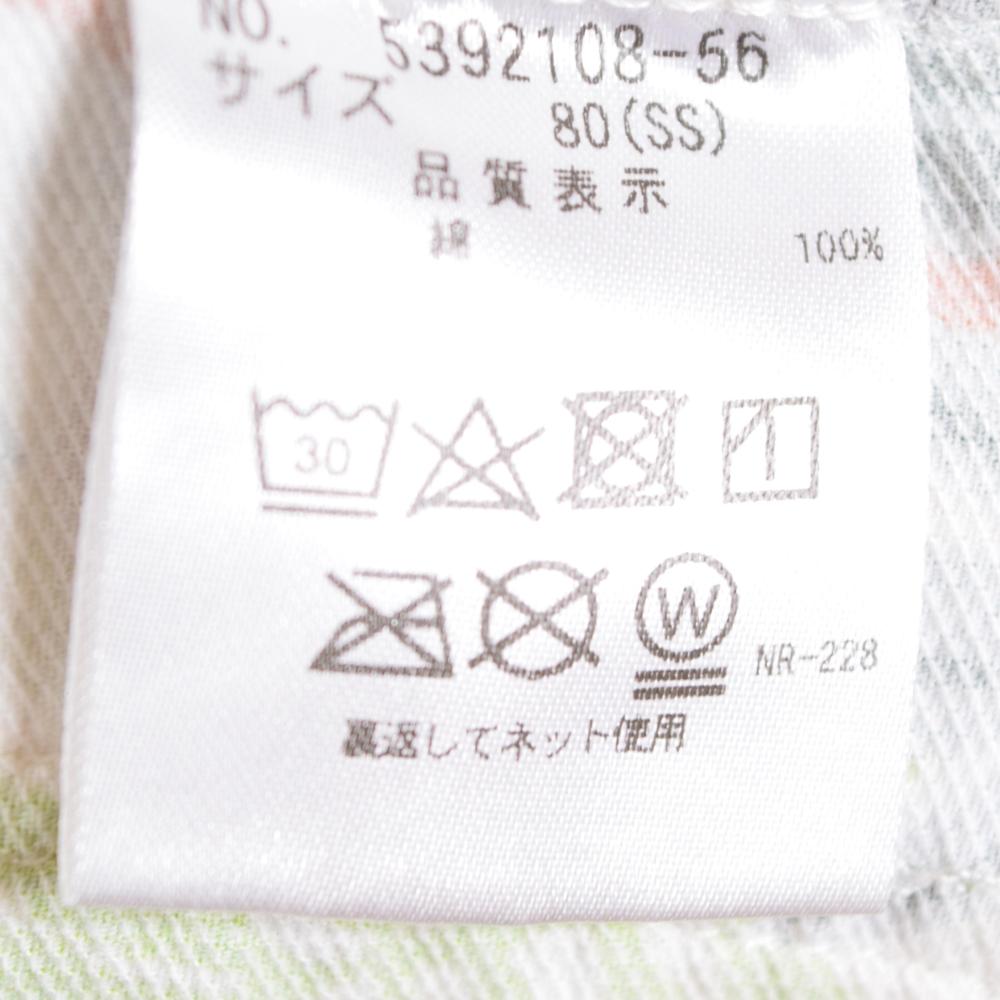 NO. 5392108-56
サイズ 80(SS)
品質表示
綿 100%
30
W NR-228
裏返してネット使用